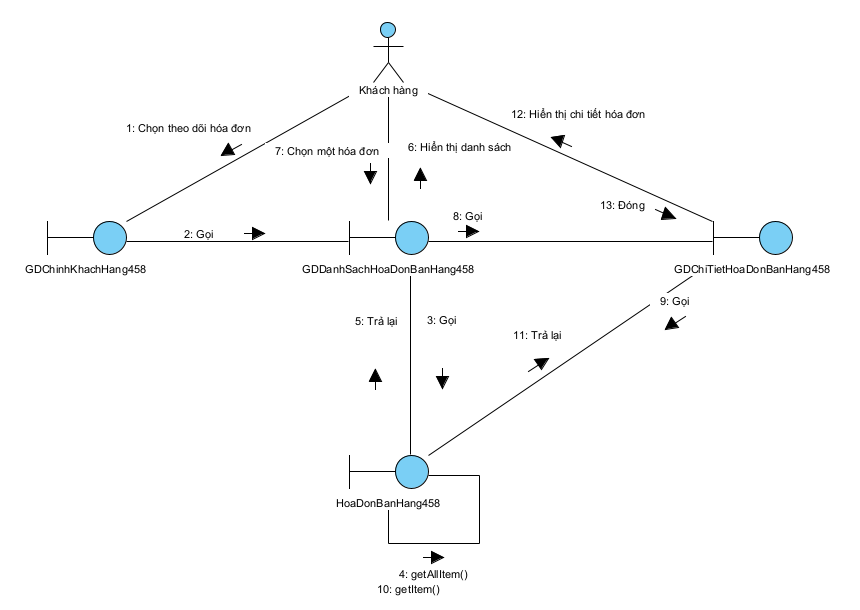 Khách hàng
12: Hiển thị chi tiết hóa đơn
1: Chọn theo dõi hóa đơn
7: Chọn một hóa đơn
6: Hiển thị danh sách
13: Đóng
8: Gọi
2: Gọi
GDChinhKhachHang458
GDDanhSachHoaDonBanHang458
GDChiTietHoaDonBanHang458
9: Gọi
5: Trả lại
3: Gọi
11: Trả lại
HoaDonBanHang458
4: getAllItem()
10: getItem()